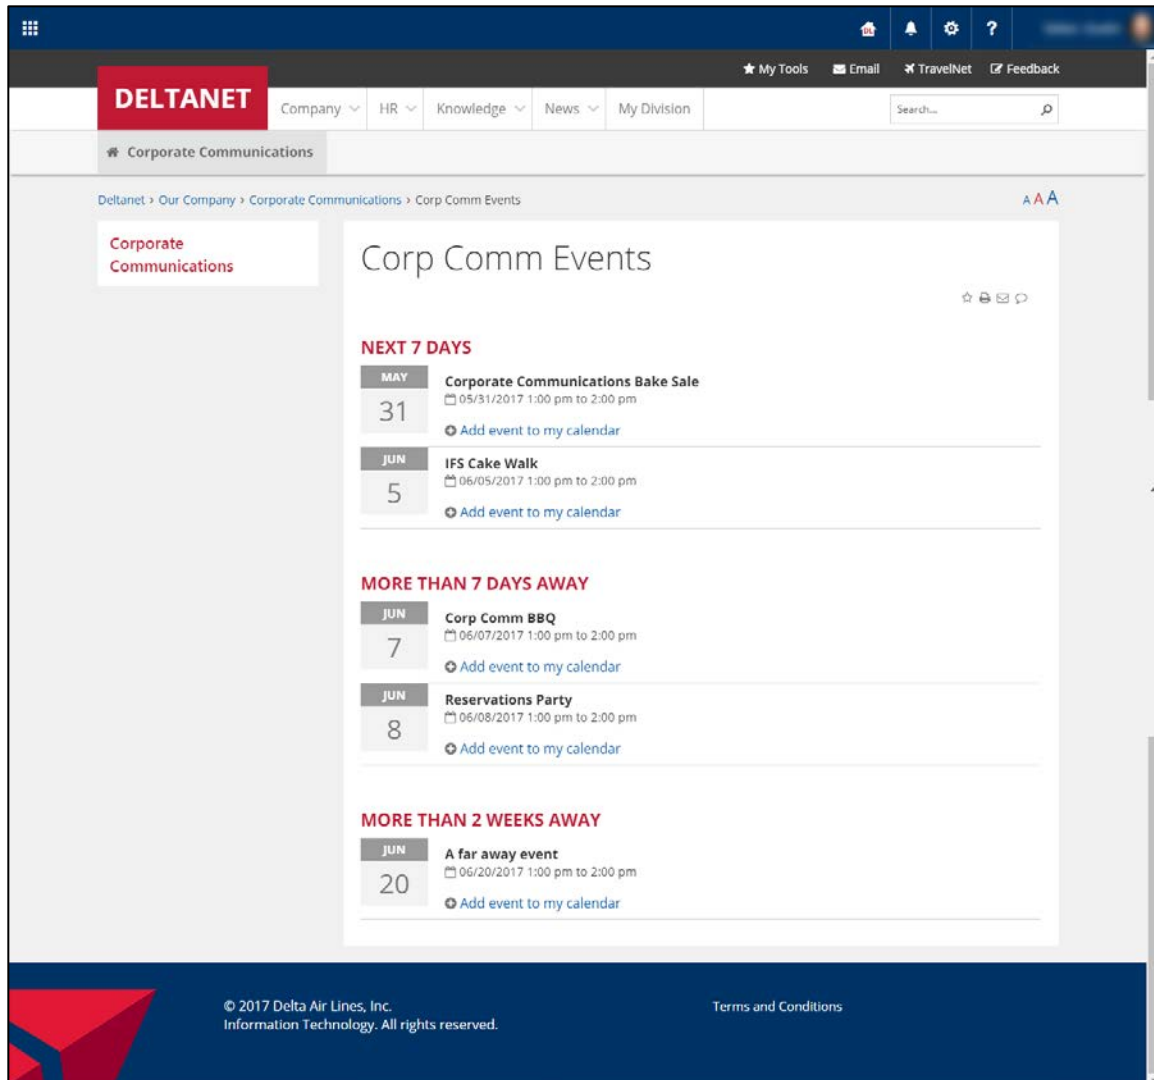 ?
My Tools Email TravelNet Feedback
DELTANET Company HR Knowledge News My Division Search...
Corporate Communications
Deltanet › Our Company › Corporate Communications › Corp Comm Events A A A
Corporate
Communications
Corp Comm Events
NEXT 7 DAYS
MAY
31
Corporate Communications Bake Sale
05/31/2017 1:00 pm to 2:00 pm
Add event to my calendar
JUN
5
IFS Cake Walk
06/05/2017 1:00 pm to 2:00 pm
Add event to my calendar
MORE THAN 7 DAYS AWAY
JUN
7
Corp Comm BBQ
06/07/2017 1:00 pm to 2:00 pm
Add event to my calendar
JUN
8
Reservations Party
06/08/2017 1:00 pm to 2:00 pm
Add event to my calendar
MORE THAN 2 WEEKS AWAY
JUN
20
A far away event
06/20/2017 1:00 pm to 2:00 pm
Add event to my calendar
© 2017 Delta Air Lines, Inc.
Information Technology. All rights reserved.
Terms and Conditions